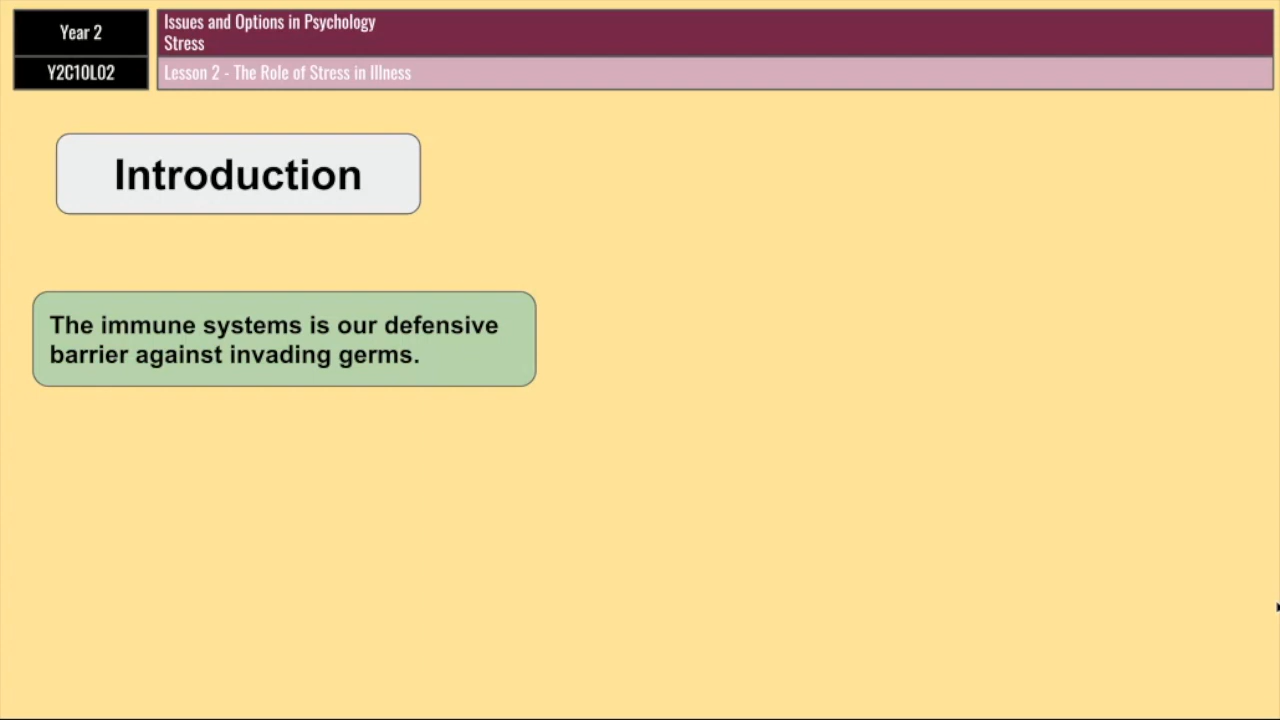 Year 2
Issues and Options in Psychology
Stress
Y2C10L02
Lesson 2 - The Role of Stress in Illness
Introduction
The immune systems is our defensive
barrier against invading germs.